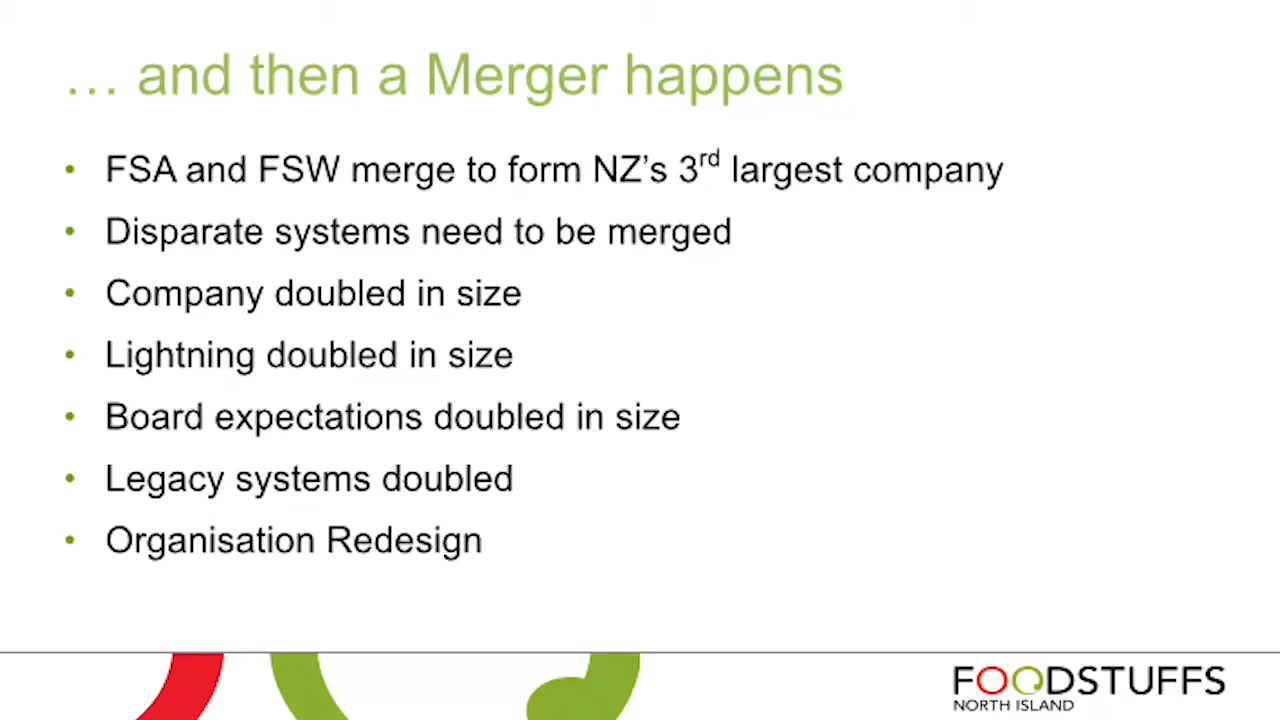 … and then a Merger happens
• FSA and FSW merge to form NZ’s 3rd largest company
• Disparate systems need to be merged
• Company doubled in size
• Lightning doubled in size
• Board expectations doubled in size
• Legacy systems doubled
• Organisation Redesign
FOODSTUFFS
NORTH ISLAND